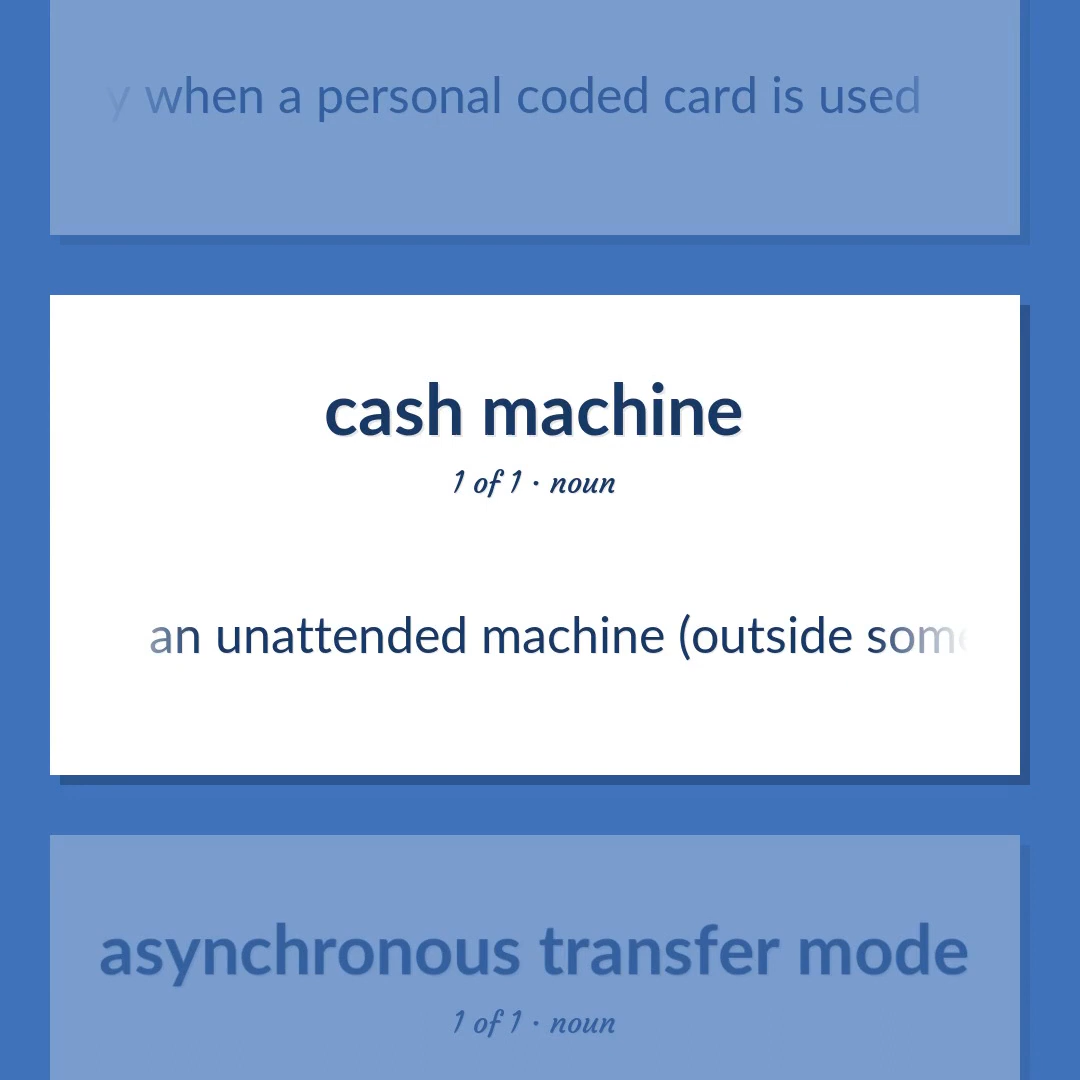 y when a personal coded card is used
cash machine
1 of 1 · noun
an unattended machine (outside some
asynchronous transfer mode
1 of 1 · noun